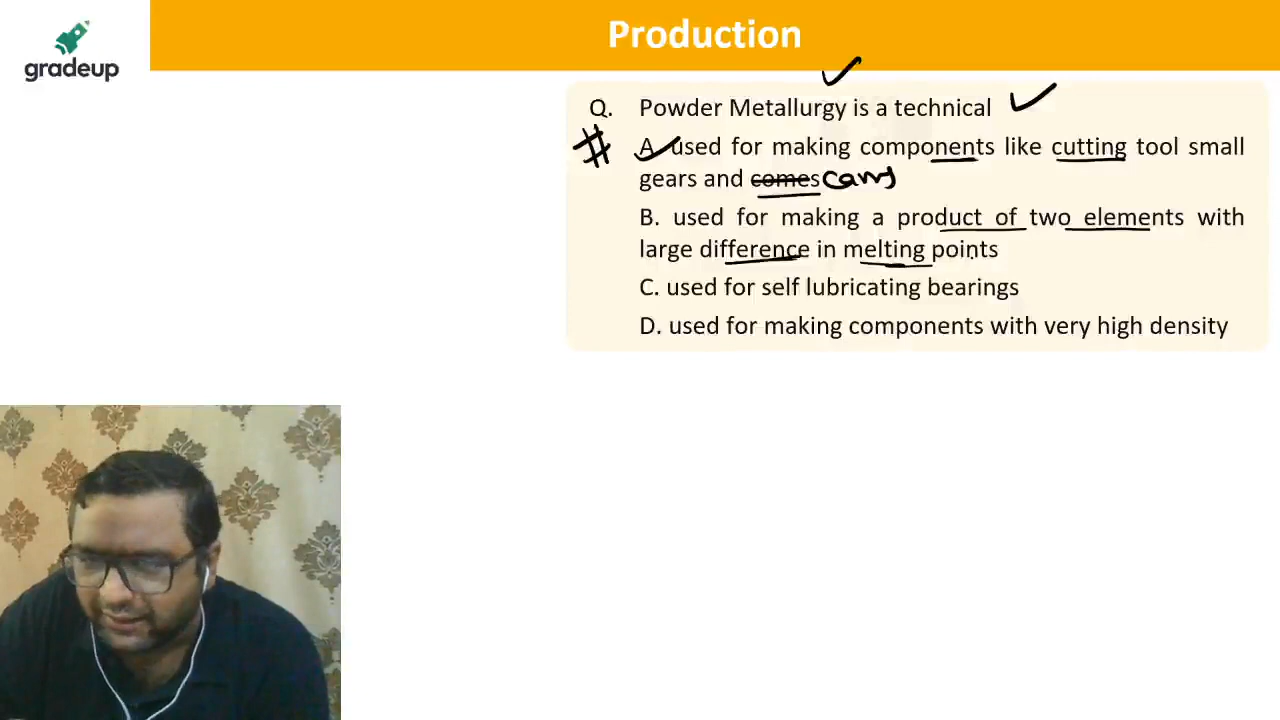 Production
gradeup
Q. Powder Metallurgy is a technical
A. used for making components like cutting tool small
gears and comes cams
B. used for making a product of two elements with
large difference in melting points
C. used for self lubricating bearings
D. used for making components with very high density